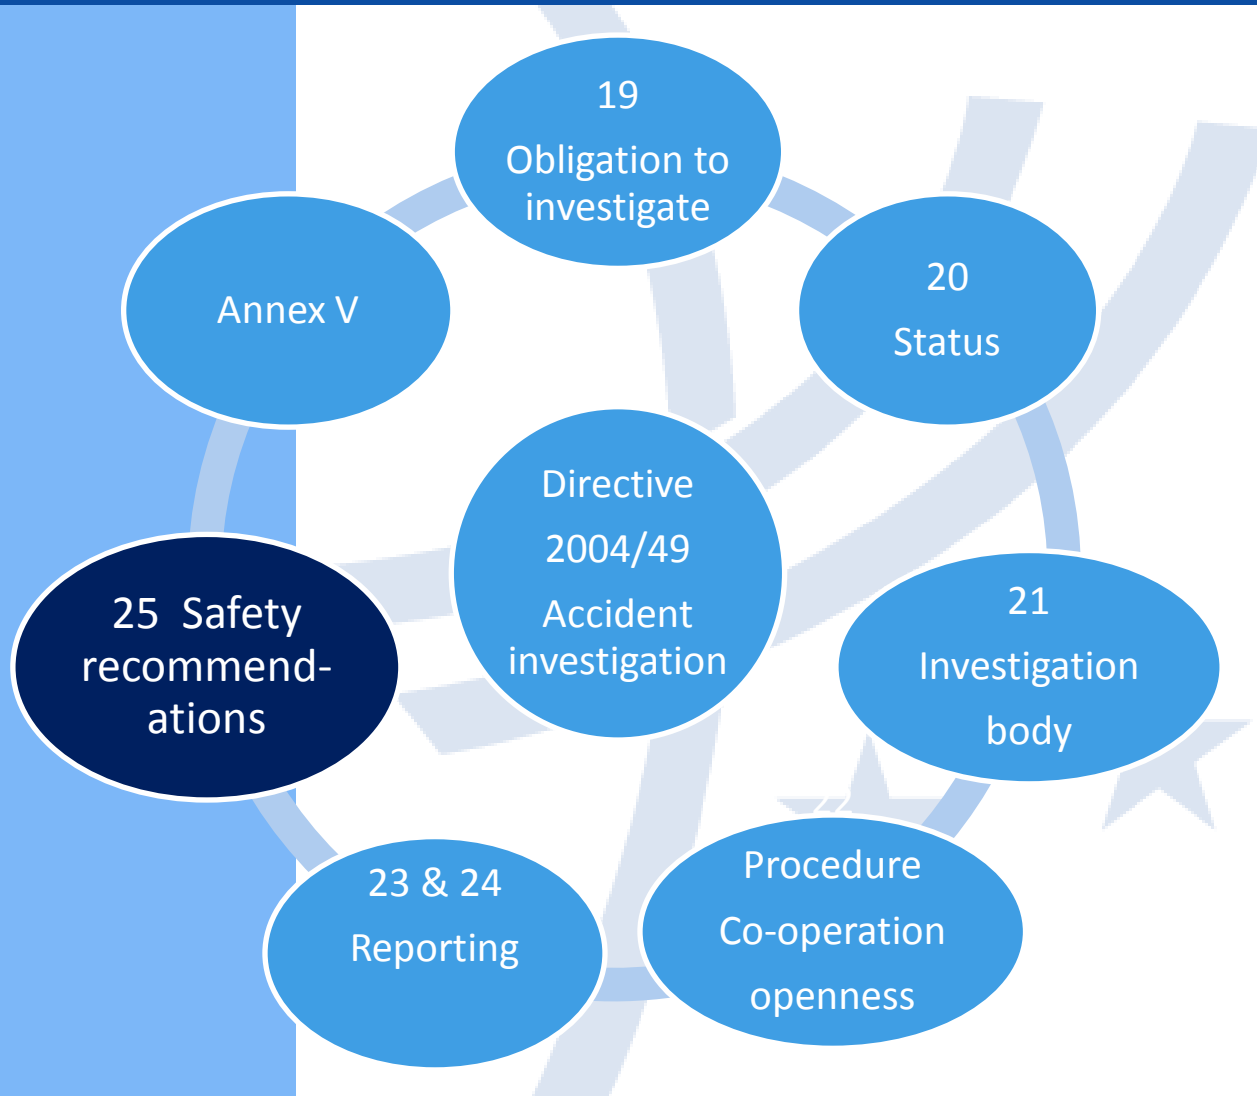 19
Obligation to
investigate
20
Status
21
Investigation
body
Procedure
Co-operation
openness
23 & 24
Reporting
25  Safety
recommend-
ations
Annex V
Directive
2004/49
Accident
investigation